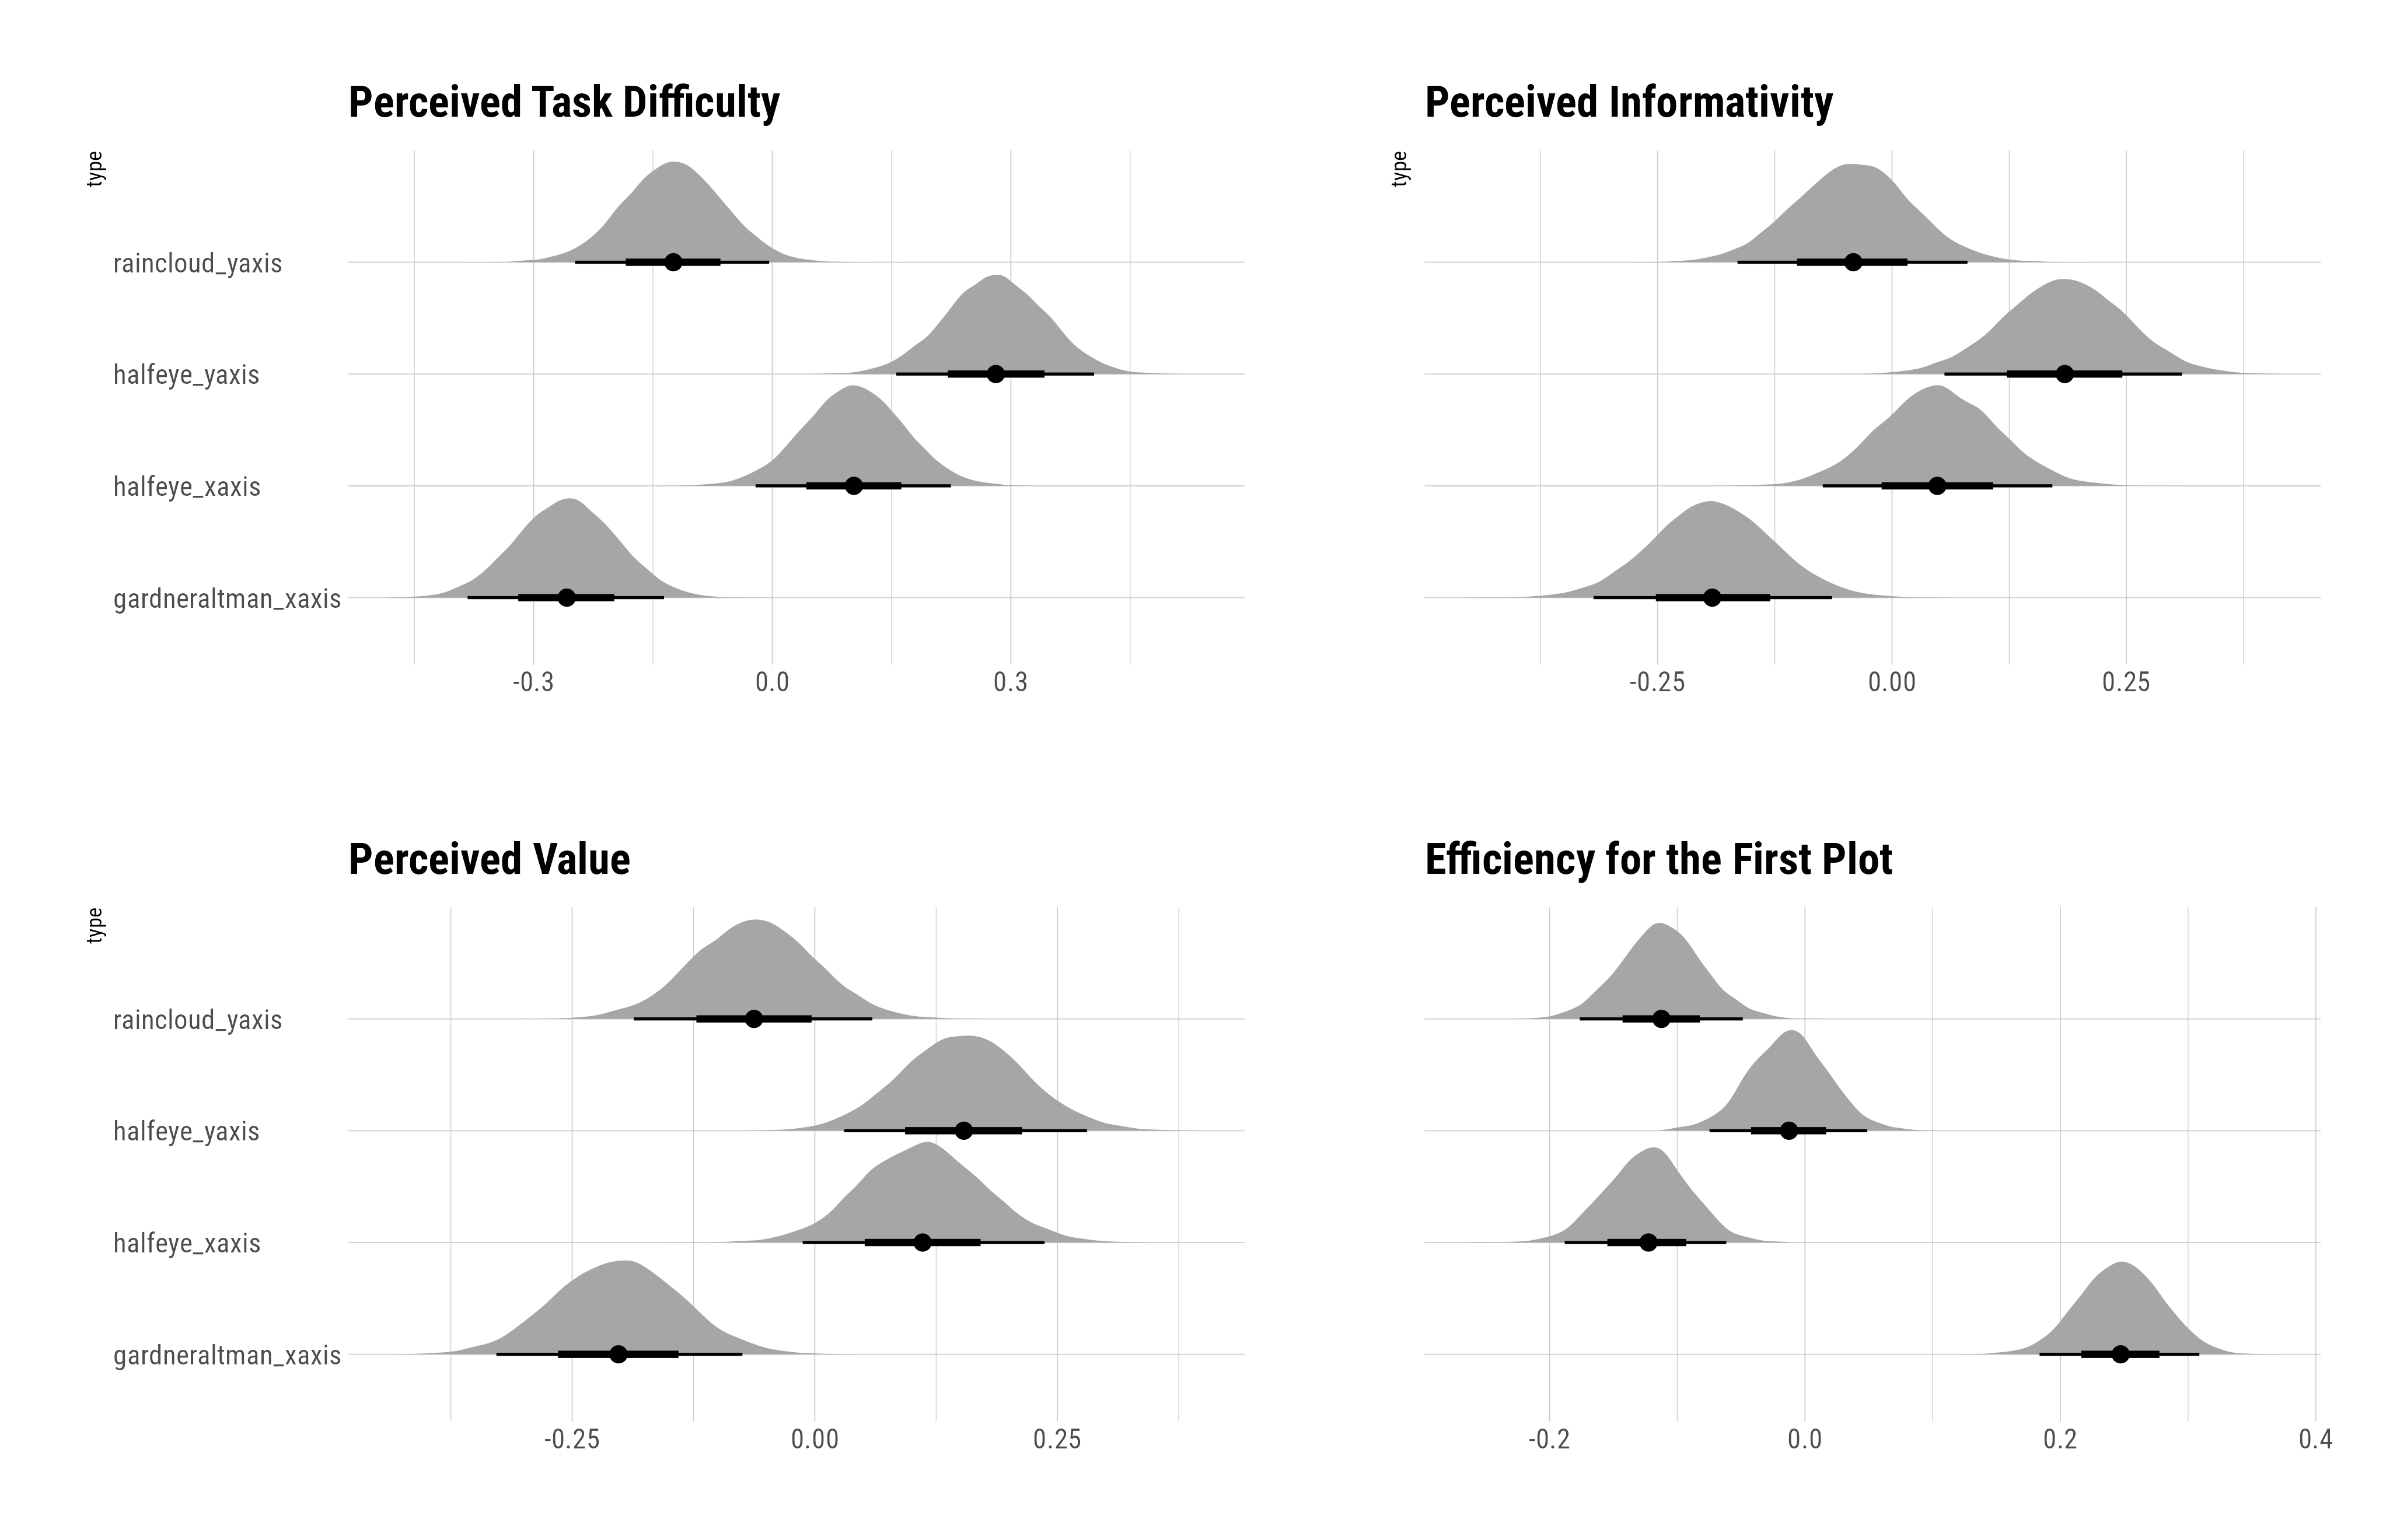 Perceived Task Difficulty
type
raincloud_yaxis
halfeye_yaxis
halfeye_xaxis
gardneraltman_xaxis
-0.3 0.0 0.3
Perceived Informativity
type
-0.25 0.00 0.25
Perceived Value
type
raincloud_yaxis
halfeye_yaxis
halfeye_xaxis
gardneraltman_xaxis
-0.25 0.00 0.25
Efficiency for the First Plot
-0.2 0.0 0.2 0.4